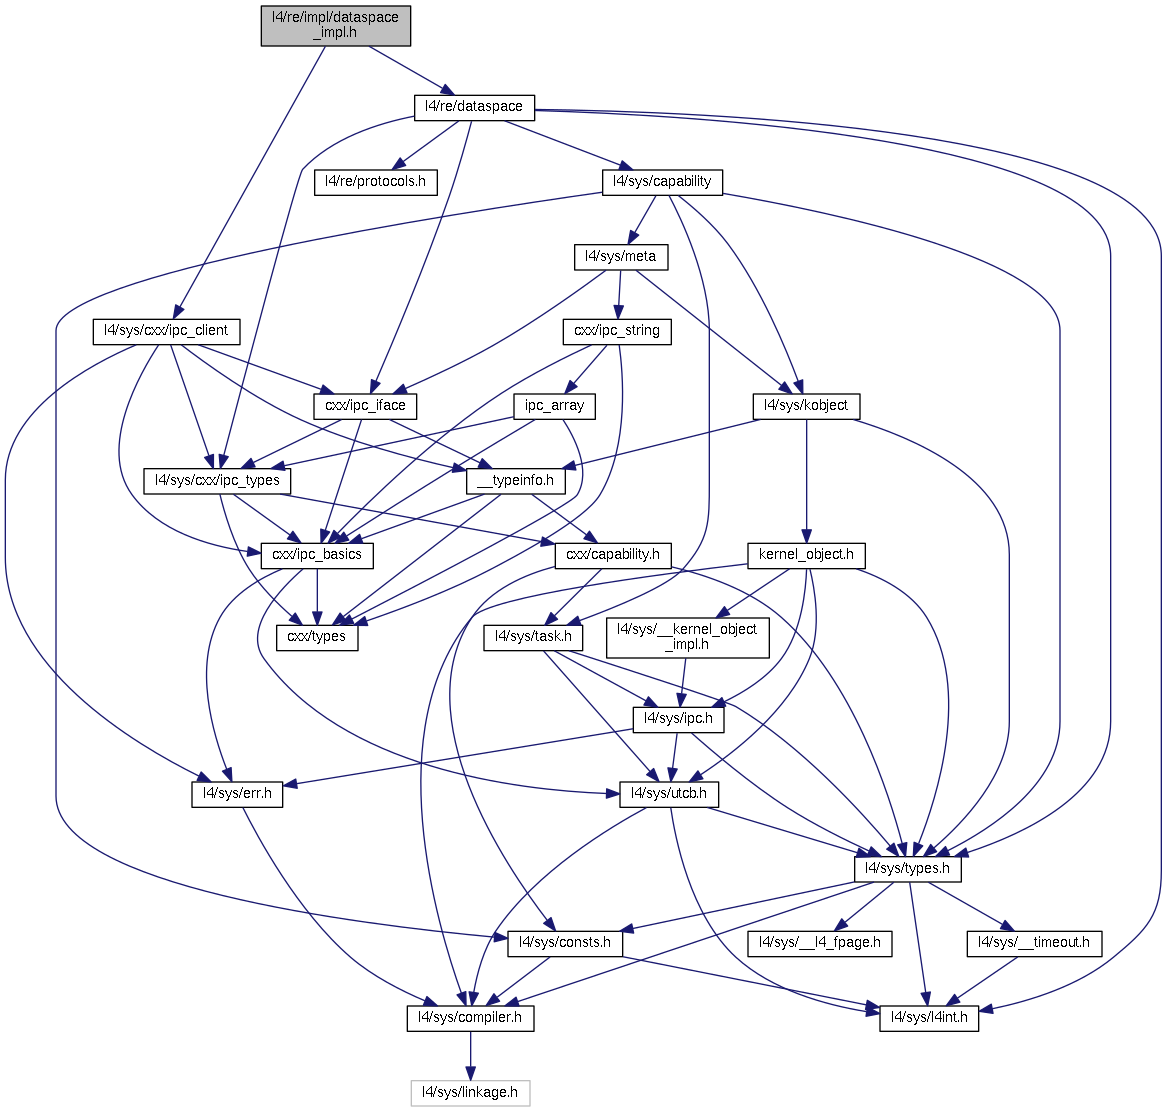 l4/re/impl/dataspace
_impl.h
l4/re/dataspace
l4/re/protocols.h
l4/sys/capability
l4/sys/meta
l4/sys/cxx/ipc_client
cxx/ipc_string
cxx/ipc_iface
ipc_array
l4/sys/kobject
l4/sys/cxx/ipc_types
__typeinfo.h
cxx/ipc_basics
cxx/capability.h
kernel_object.h
cxx/types
l4/sys/task.h
l4/sys/__kernel_object
_impl.h
l4/sys/ipc.h
l4/sys/err.h
l4/sys/utcb.h
l4/sys/types.h
l4/sys/consts.h
l4/sys/__l4_fpage.h
l4/sys/__timeout.h
l4/sys/compiler.h
l4/sys/l4int.h
l4/sys/linkage.h